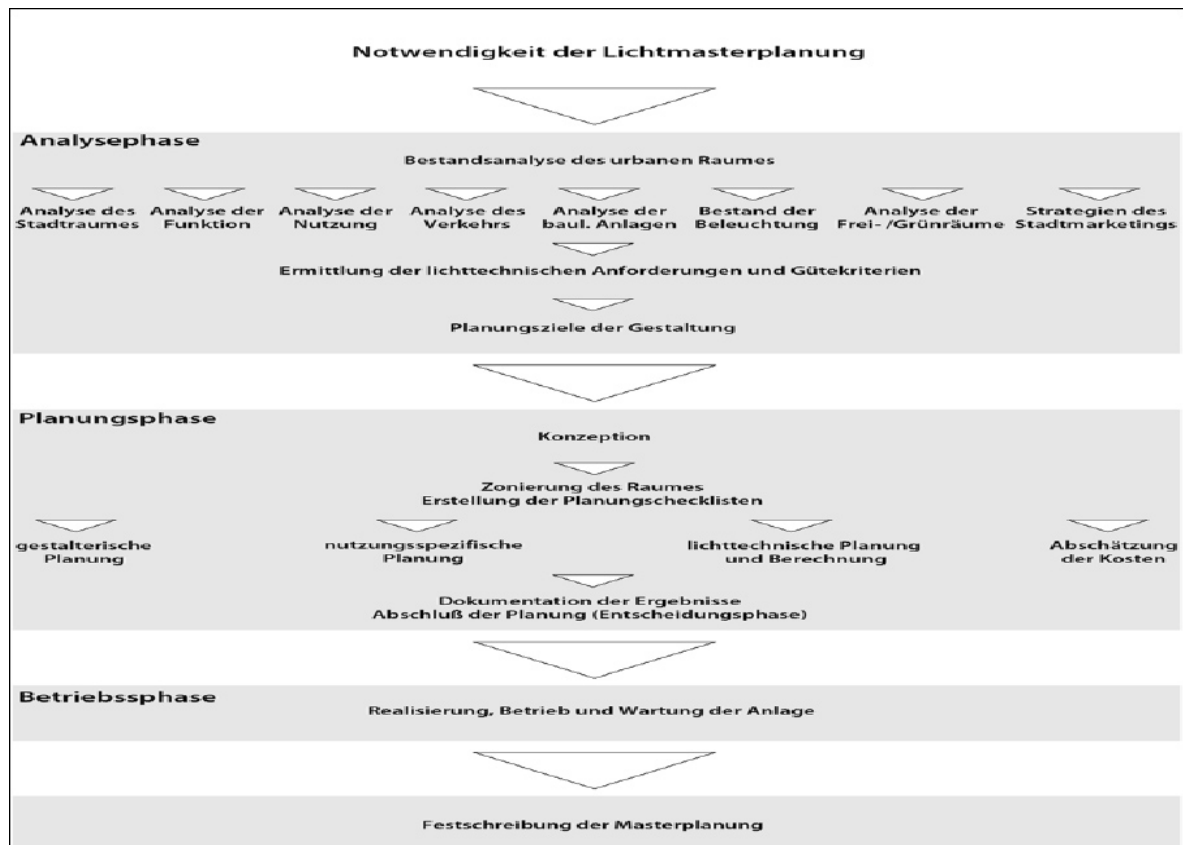 Notwendigkeit der Lichtmasterplanung
Analysephase
Bestandsanalyse des urbanen Raumes
Analyse des Stadtraumes
Analyse der Funktion
Analyse der Nutzung
Analyse des Verkehrs
Analyse der baul. Anlagen
Bestand der Beleuchtung
Analyse der Frei- /Grünräume
Strategien des Stadtmarketings
Ermittlung der lichttechnischen Anforderungen und Gütekriterien
Planungsziele der Gestaltung
Planungsphase
Konzeption
Zonierung des Raumes
Erstellung der Planungschecklisten
gestalterische Planung
nutzungsspezifische Planung
lichttechnische Planung und Berechnung
Abschätzung der Kosten
Dokumentation der Ergebnisse
Abschluß der Planung (Entscheidungsphase)
Betriebssphase
Realisierung, Betrieb und Wartung der Anlage
Festschreibung der Masterplanung